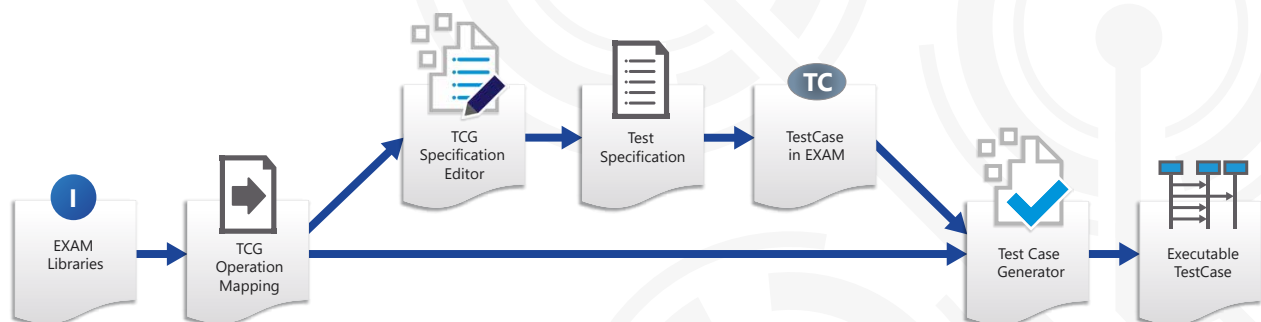 I
EXAM
Libraries
TCG
Operation
Mapping
TCG
Specification
Editor
Test
Specification
TC
TestCase
in EXAM
Test Case
Generator
Executable
TestCase